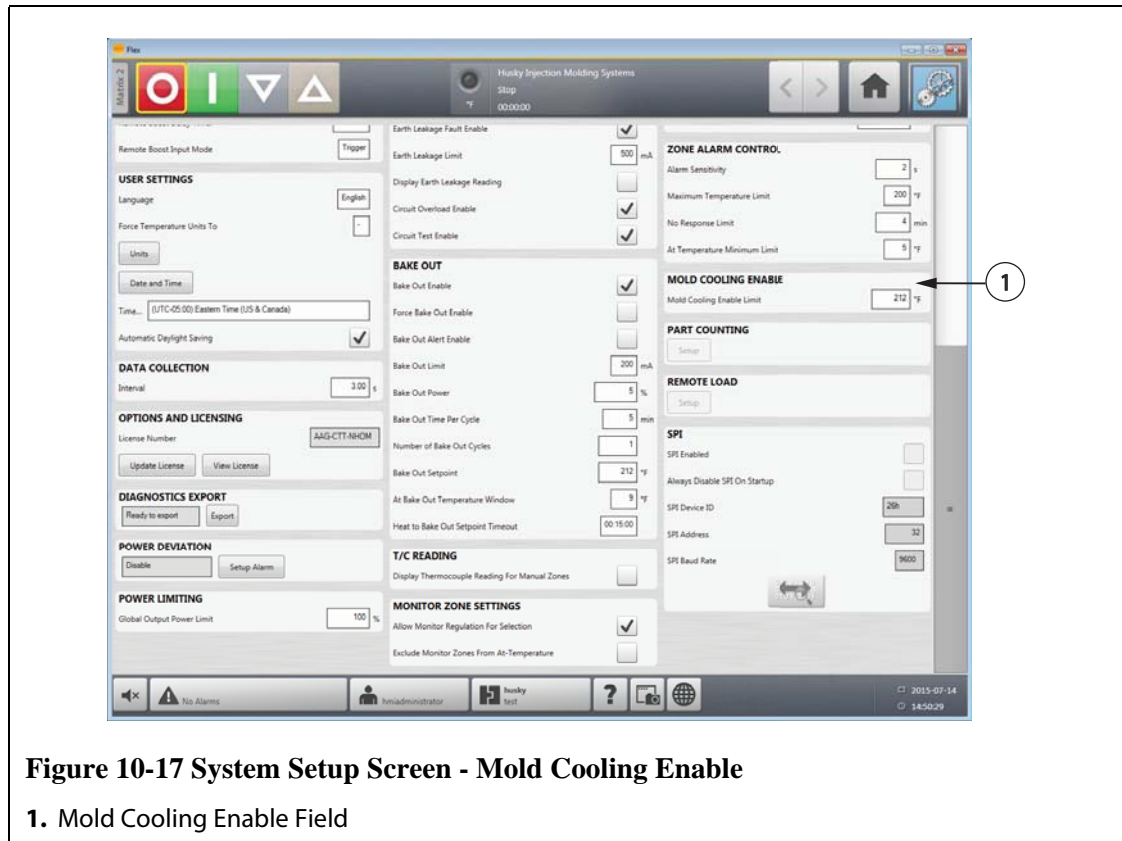 Flex
Matrix 2
Husky Injection Molding Systems
Stop
°F 00:00:00
Remote Boost Input Mode Trigger
USER SETTINGS
Language English
Force Temperature Units To -
Units
Date and Time
Time... (UTC-05:00) Eastern Time (US & Canada)
Automatic Daylight Saving
DATA COLLECTION
Interval 3.00 s
OPTIONS AND LICENSING
License Number AAG-CTT-NHOM
Update License View License
DIAGNOSTICS EXPORT
Ready to export Export
POWER DEVIATION
Disable Setup Alarm
POWER LIMITING
Global Output Power Limit 100 %
Earth Leakage Fault Enable
Earth Leakage Limit 500 mA
Display Earth Leakage Reading
Circuit Overload Enable
Circuit Test Enable
BAKE OUT
Bake Out Enable
Force Bake Out Enable
Bake Out Alert Enable
Bake Out Limit 200 mA
Bake Out Power 5 %
Bake Out Time Per Cycle 5 min
Number of Bake Out Cycles 1
Bake Out Setpoint 212 °F
At Bake Out Temperature Window 9 °F
Heat to Bake Out Setpoint Timeout 00:15:00
T/C READING
Display Thermocouple Reading For Manual Zones
MONITOR ZONE SETTINGS
Allow Monitor Regulation For Selection
Exclude Monitor Zones From At-Temperature
ZONE ALARM CONTROL
Alarm Sensitivity 2 s
Maximum Temperature Limit 200 °F
No Response Limit 4 min
At Temperature Minimum Limit 5 °F
MOLD COOLING ENABLE
Mold Cooling Enable Limit 212 °F
1
PART COUNTING
Setup
REMOTE LOAD
Setup
SPI
SPI Enabled
Always Disable SPI On Startup
SPI Device ID 26h
SPI Address 32
SPI Baud Rate 9600
No Alarms
hmiadministrator
husky
test
?
2015-07-14
14:50:29
Figure 10-17 System Setup Screen - Mold Cooling Enable
1. Mold Cooling Enable Field